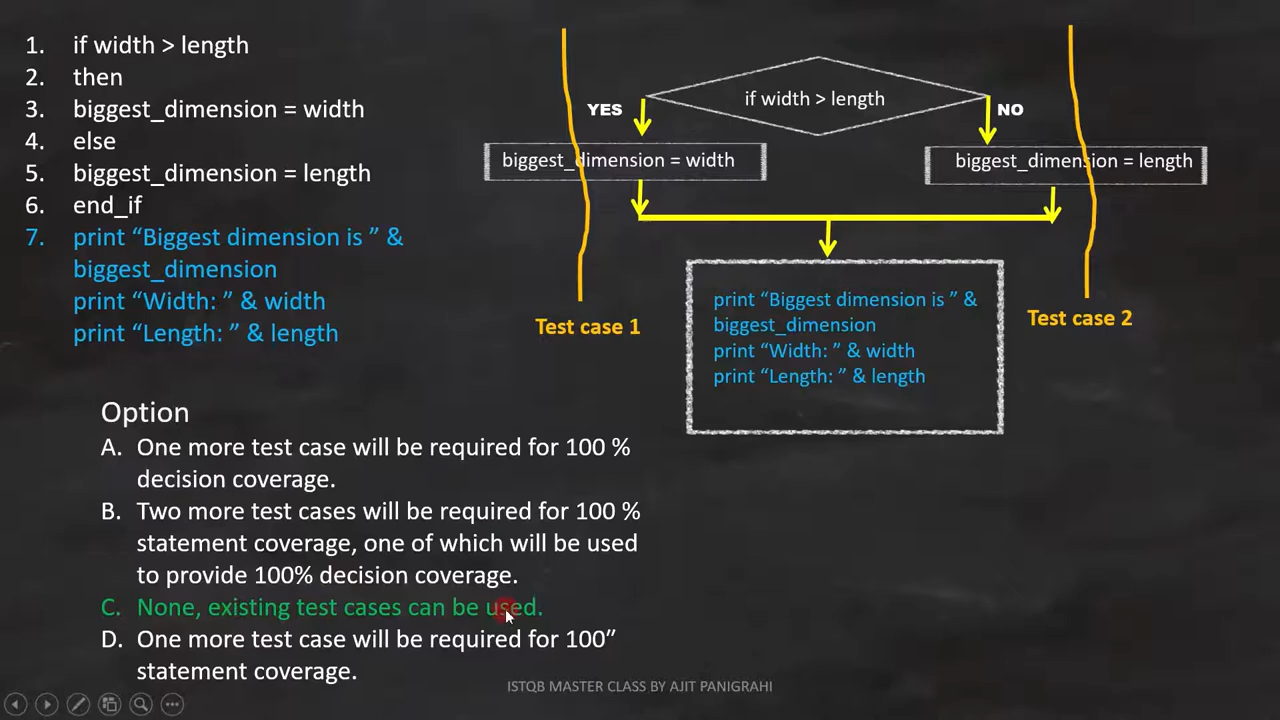 1. if width > length
2. then
3. biggest_dimension = width
4. else
5. biggest_dimension = length
6. end_if
7. print “Biggest dimension is ” &
biggest_dimension
print “Width: ” & width
print “Length: ” & length
if width > length
YES
NO
biggest_dimension = width
biggest_dimension = length
print “Biggest dimension is ” &
biggest_dimension
print “Width: ” & width
print “Length: ” & length
Test case 1
Test case 2
Option
A. One more test case will be required for 100 %
decision coverage.
B. Two more test cases will be required for 100 %
statement coverage, one of which will be used
to provide 100% decision coverage.
C. None, existing test cases can be used.
D. One more test case will be required for 100”
statement coverage.
ISTQB MASTER CLASS BY AJIT PANIGRAHI